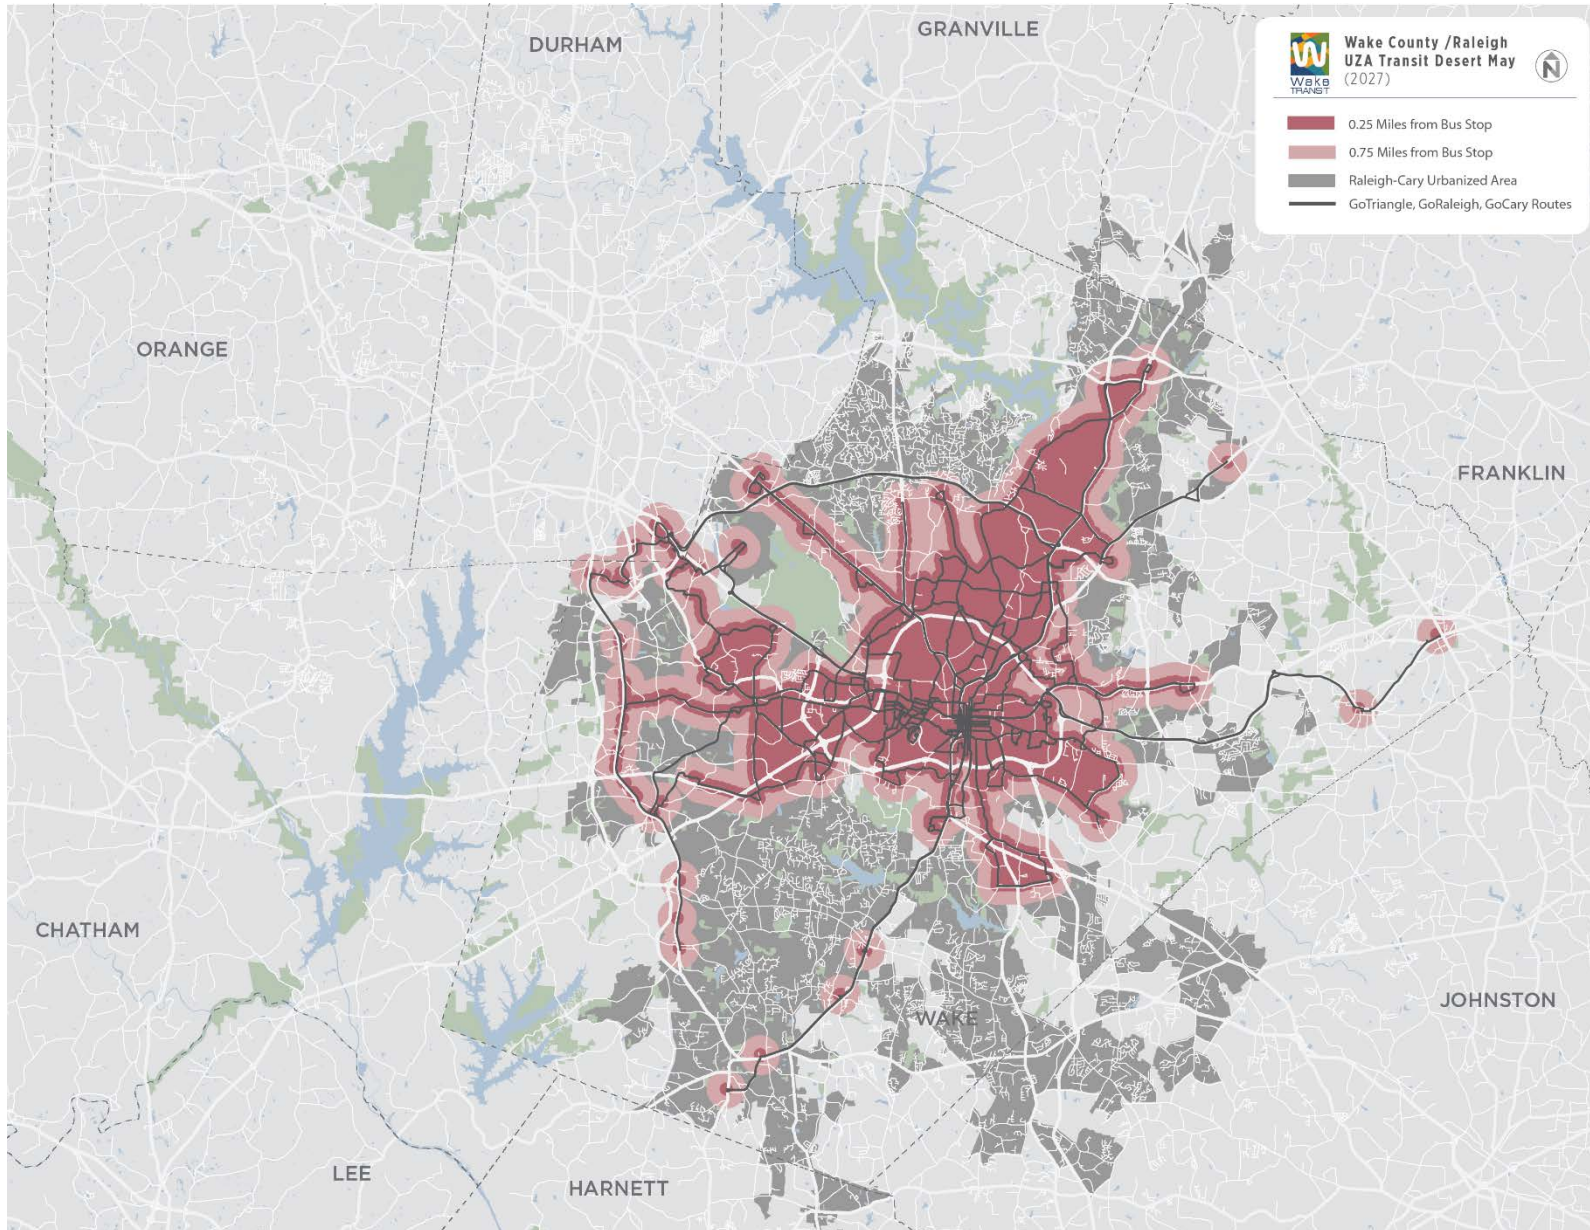 GRANVILLE
DURHAM
Wake
TRANSIT
Wake County /Raleigh
UZA Transit Desert May
(2027)
N
0.25 Miles from Bus Stop
0.75 Miles from Bus Stop
Raleigh-Cary Urbanized Area
GoTriangle, GoRaleigh, GoCary Routes
ORANGE
FRANKLIN
CHATHAM
JOHNSTON
WAKE
LEE
HARNETT